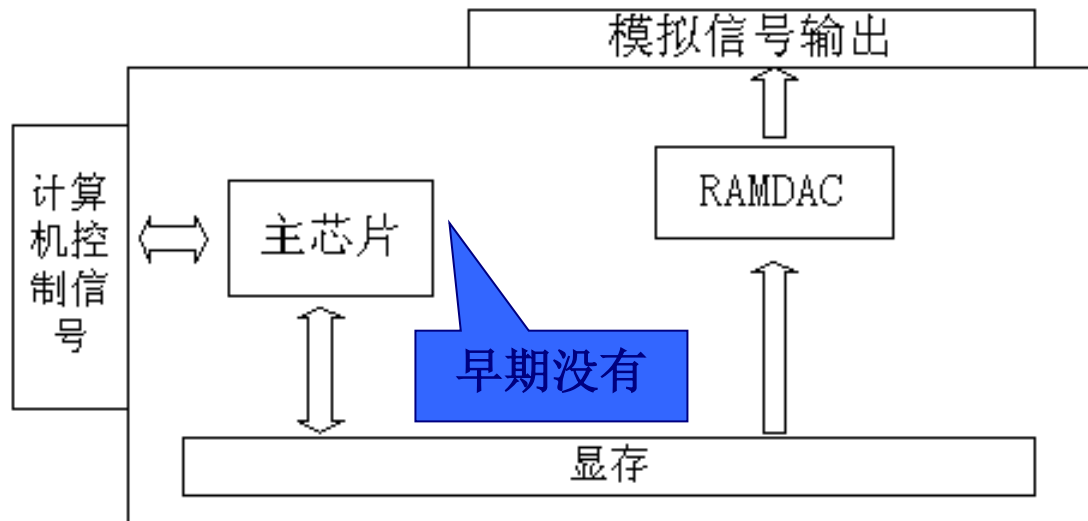 模拟信号输出
计算
机控
制信
号
主芯片
RAMDAC
早期没有
显存